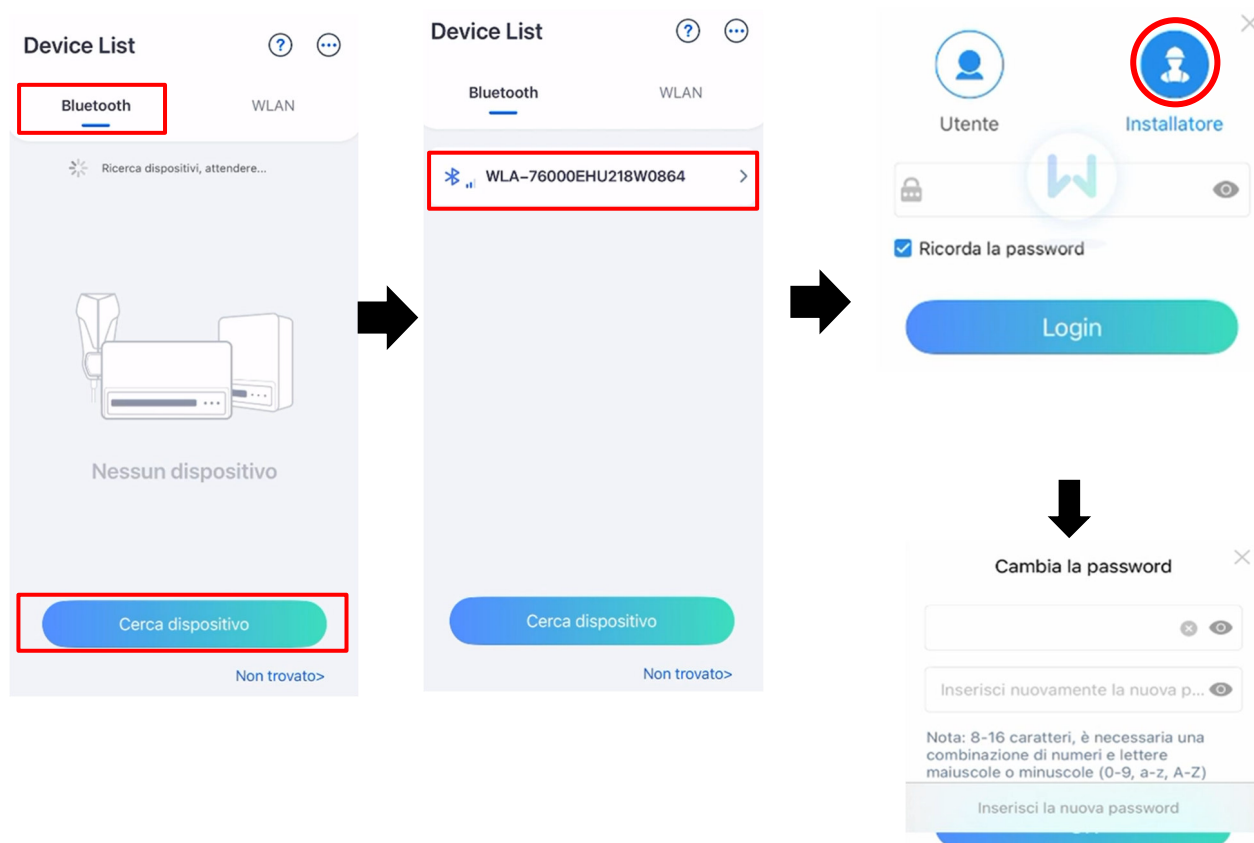 Device List
?
Bluetooth
WLAN
Ricerca dispositivi, attendere...
Nessun dispositivo
Cerca dispositivo
Non trovato>
Device List
?
Bluetooth
WLAN
WLA-76000EHU218W0864
Cerca dispositivo
Non trovato>
Utente
Installatore
Ricorda la password
Login
Cambia la password
Inserisci nuovamente la nuova p...
Nota: 8-16 caratteri, è necessaria una
combinazione di numeri e lettere
maiuscole o minuscole (0-9, a-z, A-Z)
Inserisci la nuova password